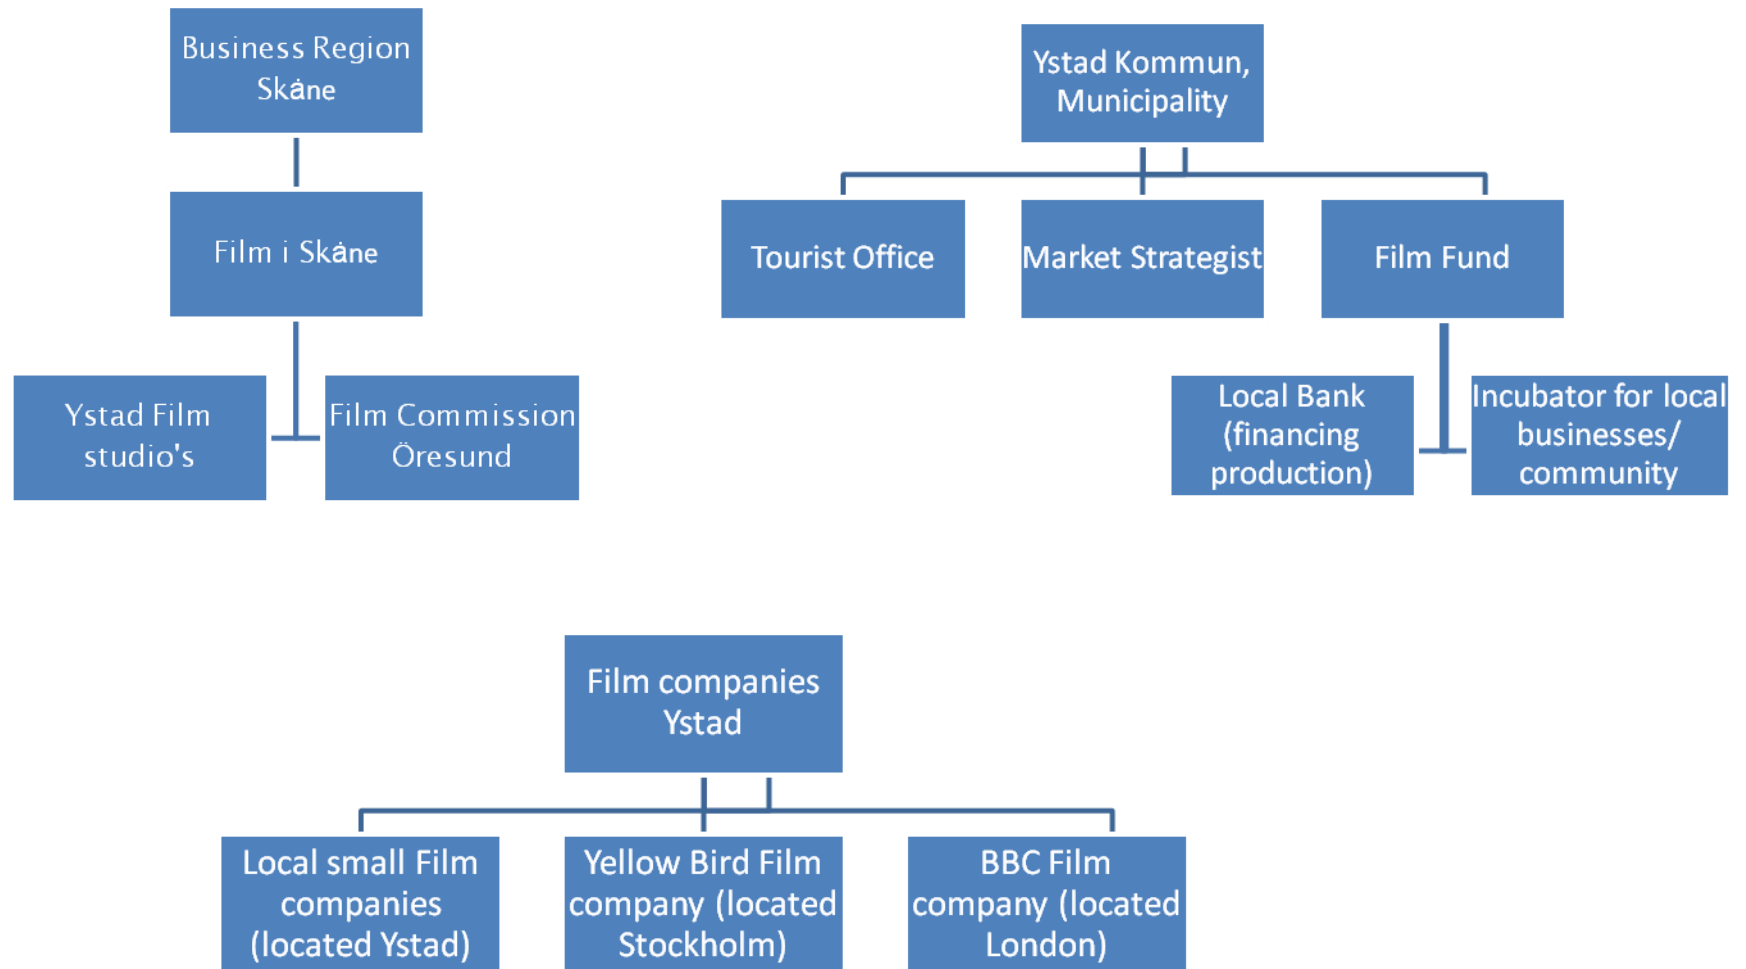 Business Region
Skåne
Film i Skåne
Ystad Film
studio's
Film Commission
Öresund
Ystad Kommun,
Municipality
Tourist Office
Market Strategist
Film Fund
Local Bank
(financing
production)
Incubator for local
businesses/
community
Film companies
Ystad
Local small Film
companies
(located Ystad)
Yellow Bird Film
company (located
Stockholm)
BBC Film
company (located
London)